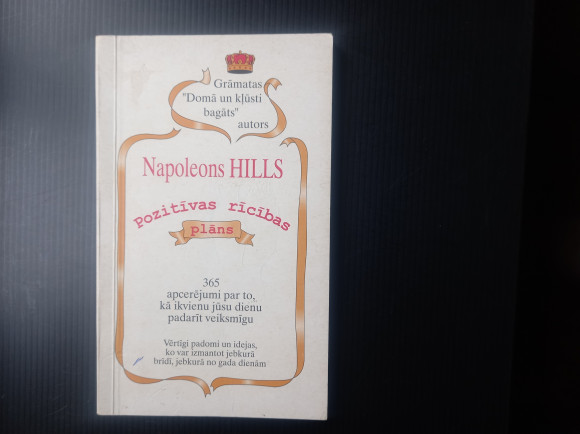 Grāmatas
"Domā un kļūsti
bagāts"
autors
Napoleons HILLS
Pozitīvas rīcības
plāns
365
apcerējumi par to,
kā ikvienu jūsu dienu
padarīt veiksmīgu
Vērtīgi padomi un idejas,
ko var izmantot jebkurā
brīdī, jebkurā no gada dienām